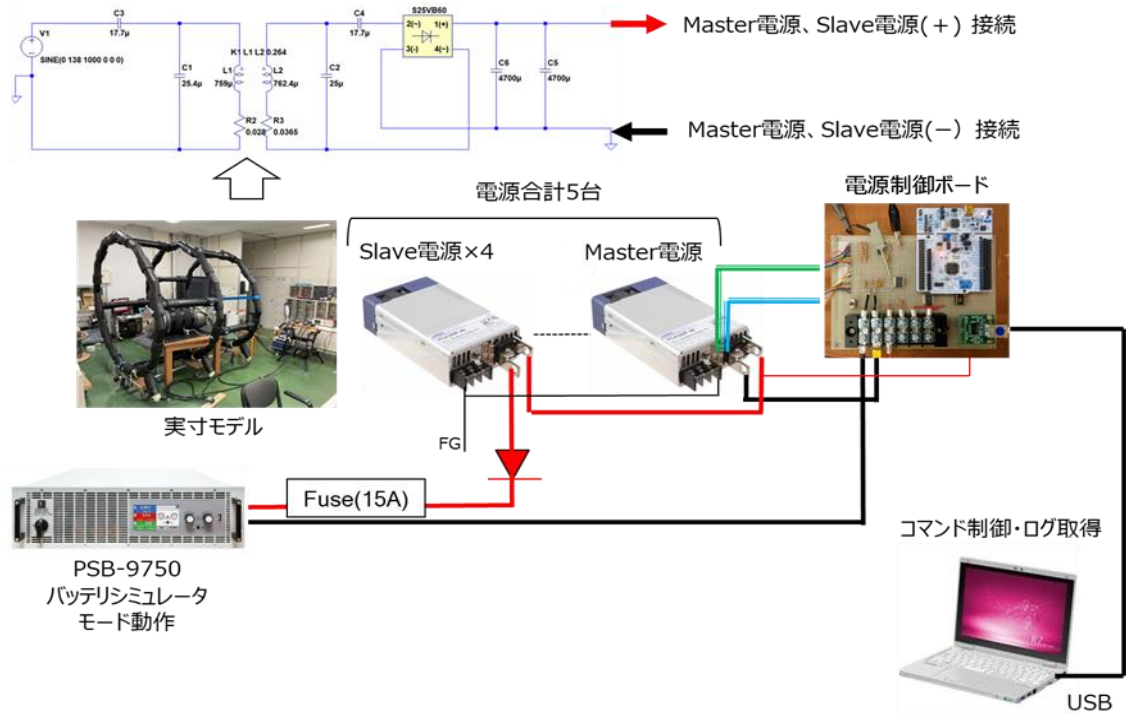 C3
17.7µ
V1
SINE(0 138 1000 0 0 0)
C1
25.4µ
K1 L1 L2 0.264
L1
759µ
L2
762.4µ
R2
0.028
R3
0.0365
C2
25µ
C4
17.7µ
S25VB60
2(~)
1(+)
3(-)
4(~)
C6
4700µ
C5
4700µ
Master電源、Slave電源(+) 接続
Master電源、Slave電源(−) 接続
電源合計5台
電源制御ボード
Slave電源×4
Master電源
実寸モデル
FG
Fuse(15A)
PSB-9750
バッテリシミュレータ
モード動作
コマンド制御・ログ取得
USB